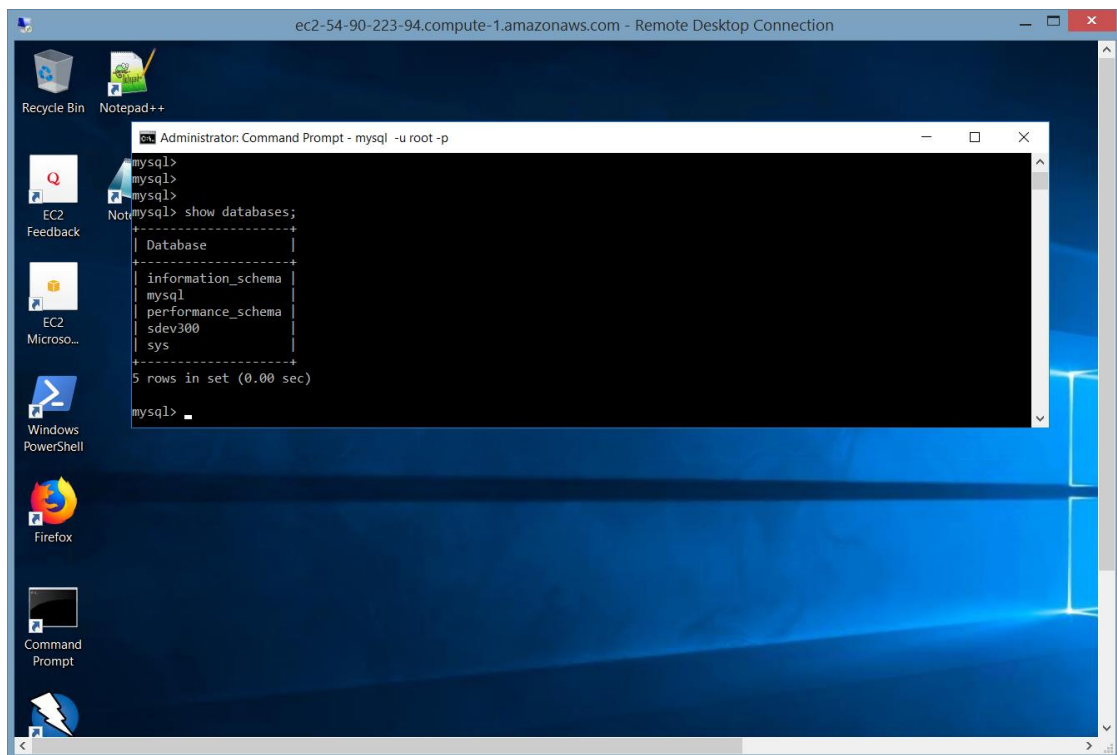 ec2-54-90-223-94.compute-1.amazonaws.com - Remote Desktop Connection
Recycle Bin
Notepad++
Administrator: Command Prompt - mysql  -u root -p
mysql>
mysql>
mysql>
mysql> show databases;
+--------------------+
| Database           |
+--------------------+
| information_schema |
| mysql              |
| performance_schema |
| sdev300            |
| sys                |
+--------------------+
5 rows in set (0.00 sec)
mysql>
EC2
Feedback
Note
EC2
Microso...
Windows
PowerShell
Firefox
Command
Prompt